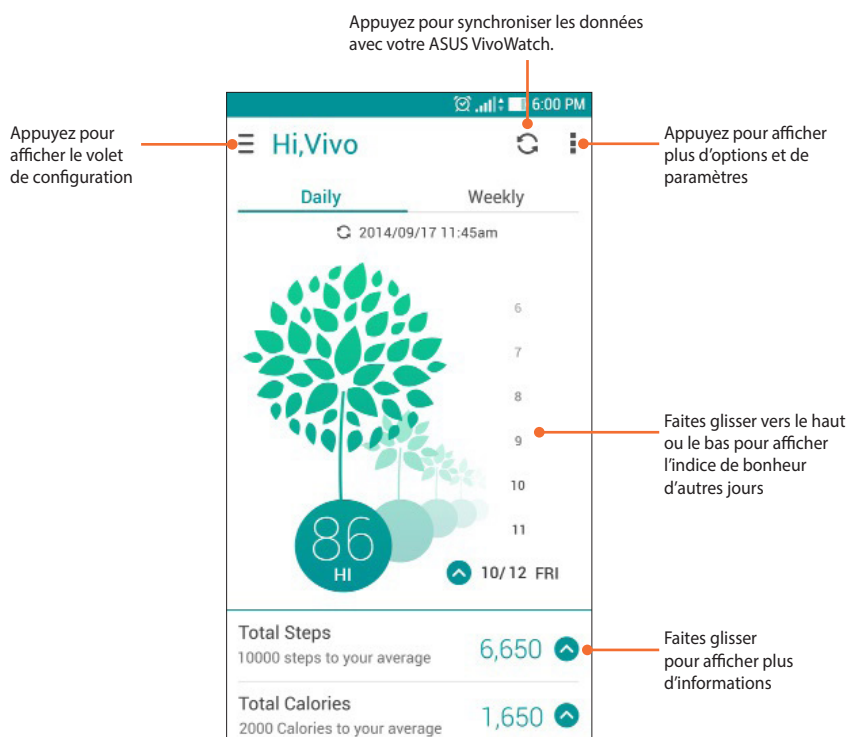 Appuyez pour synchroniser les données
avec votre ASUS VivoWatch.
6:00 PM
Appuyez pour
afficher le volet
de configuration
Hi,Vivo
Appuyez pour afficher
plus d'options et de
paramètres
Daily
Weekly
2014/09/17 11:45am
6
7
8
9
10
11
Faites glisser vers le haut
ou le bas pour afficher
l'indice de bonheur
d'autres jours
86
HI
10/12 FRI
Total Steps
10000 steps to your average
6,650
Faites glisser
pour afficher plus
d'informations
Total Calories
2000 Calories to your average
1,650